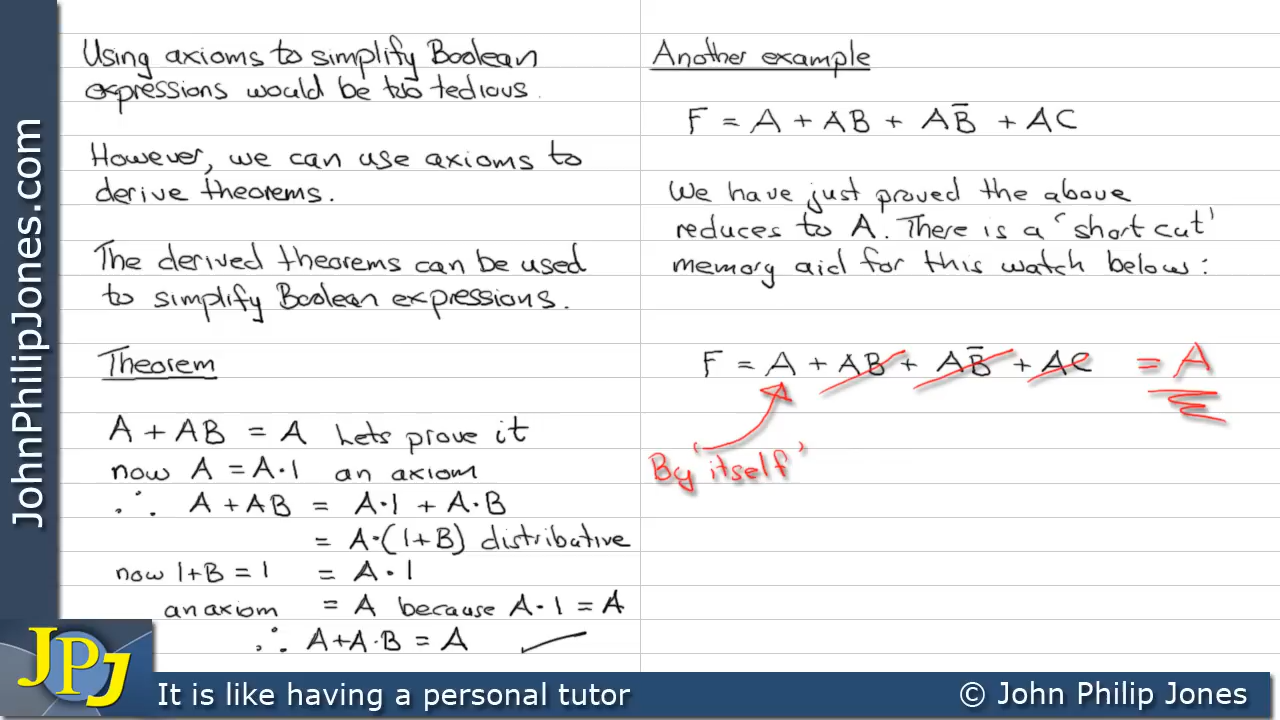 JohnPhilipJones.com
Using axioms to simplify Boolean
expressions would be too tedious.
However, we can use axioms to
derive theorems.
The derived theorems can be used
to simplify Boolean expressions.
Theorem
A + AB = A Lets prove it
now A = A·1 an axiom
∴ A + AB = A·1 + A·B
= A·(1+B) distributive
now 1+B = 1 = A·1
an axiom = A because A·1 = A
∴ A+A·B = A ✓
Another example
F = A + AB + AB̅ + AC
We have just proved the above
reduces to A. There is a 'short cut'
memory aid for this watch below:
F = A + AB + AB̅ + AC = A
By 'itself'
JPJ
It is like having a personal tutor
© John Philip Jones